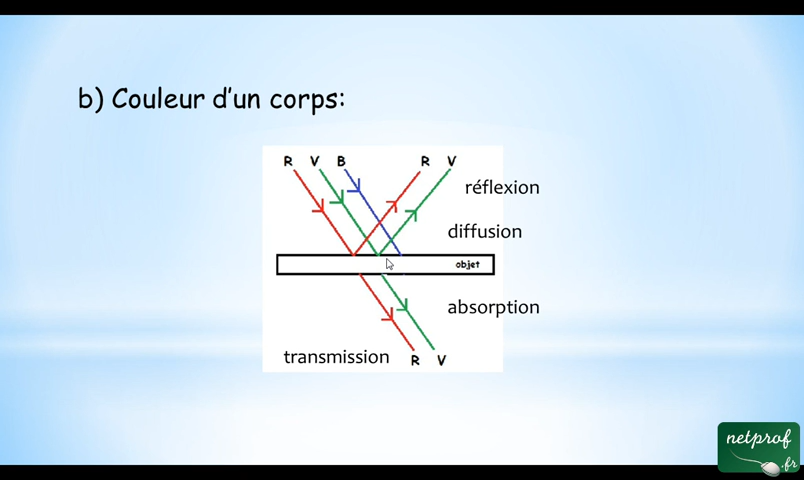 b) Couleur d'un corps:
R V B R V
réflexion
diffusion
objet
absorption
transmission R V
netprof
.fr